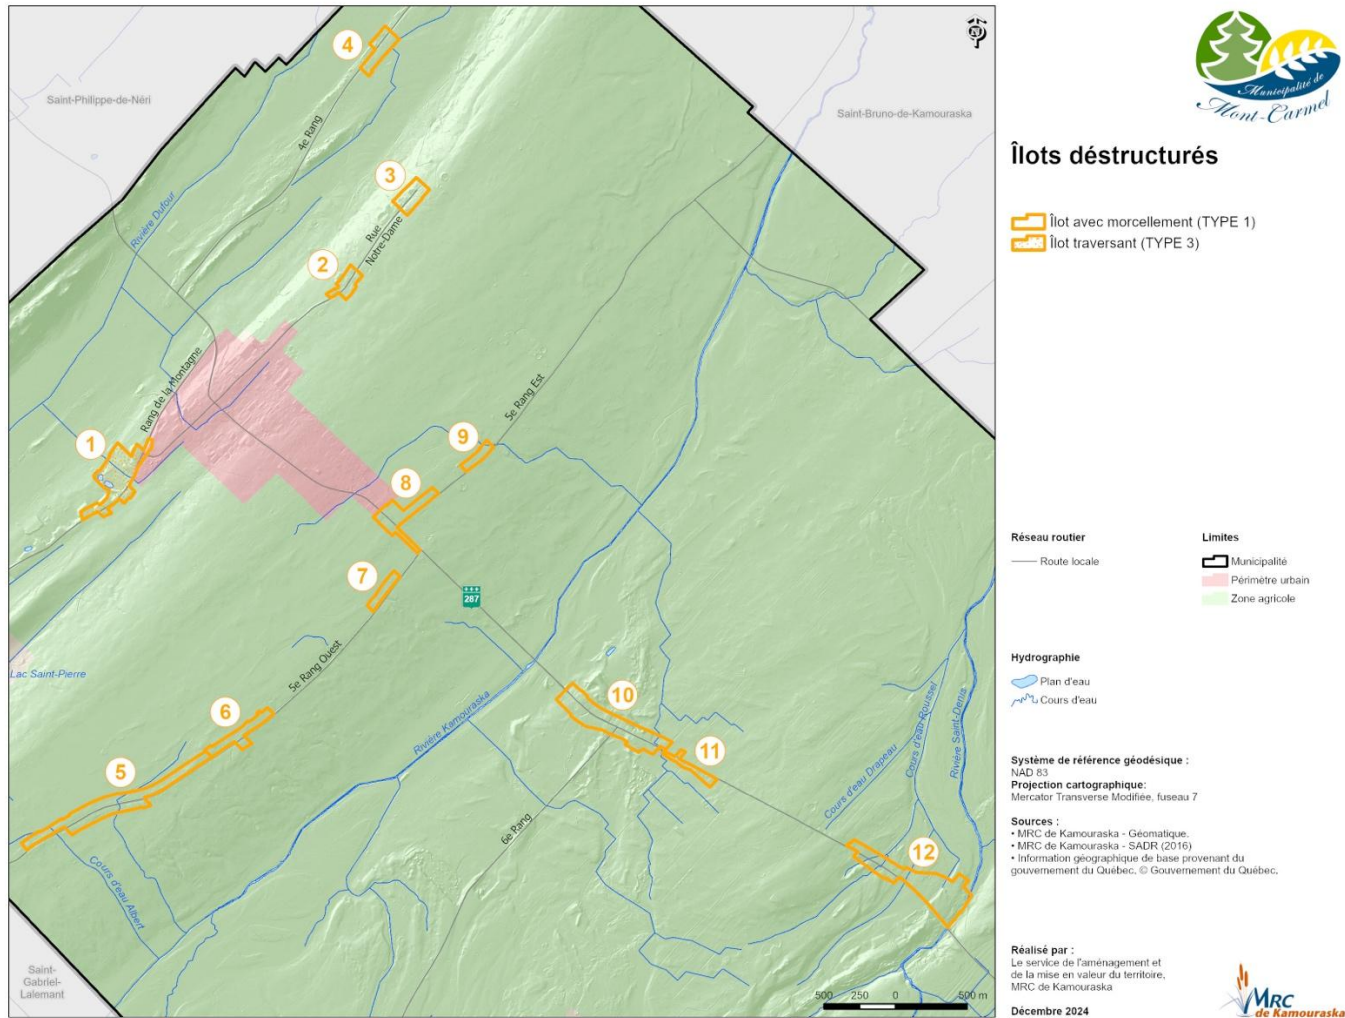 Saint-Philippe-de-Néri
Saint-Bruno-de-Kamouraska
4
4e Rang
Rivière Dufour
3
Rue
Notre-Dame
2
Rang de la Montagne
1
5e Rang Est
9
8
7
287
5e Rang Ouest
Lac Saint-Pierre
6
5
Rivière Kamouraska
10
11
6e Rang
Cours d'eau Drapeau
Cours d'eau Roussel
Rivière Saint-Denis
12
Cours d'eau Albert
Saint-
Gabriel-
Lalemant
500 250 0 500 m
N
Municipalité de
Mont-Carmel
Îlots déstructurés
Îlot avec morcellement (TYPE 1)
Îlot traversant (TYPE 3)
Réseau routier
Route locale
Limites
Municipalité
Périmètre urbain
Zone agricole
Hydrographie
Plan d'eau
Cours d'eau
Système de référence géodésique :
NAD 83
Projection cartographique:
Mercator Transverse Modifiée, fuseau 7
Sources :
• MRC de Kamouraska - Géomatique.
• MRC de Kamouraska - SADR (2016)
• Information géographique de base provenant du
gouvernement du Québec, © Gouvernement du Québec.
Réalisé par :
Le service de l'aménagement et
de la mise en valeur du territoire,
MRC de Kamouraska
Décembre 2024
MRC
de Kamouraska